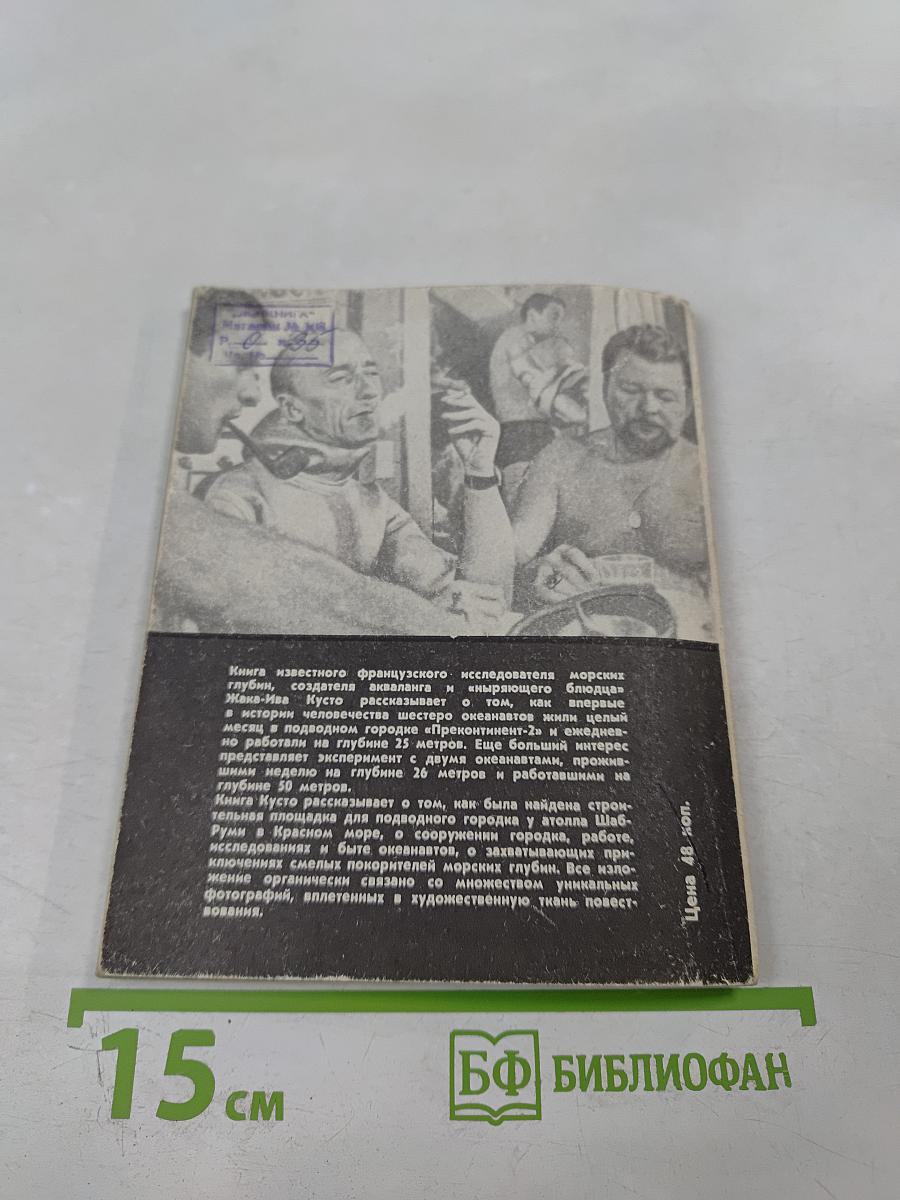 "ОБЛКНИГА"
Магазин №
Р. 0 к. 35
Книга известного французского исследователя морских
глубин, создателя акваланга и «ныряющего блюдца»
Жака-Ива Кусто рассказывает о том, как впервые
в истории человечества шестеро океанавтов жили целый
месяц в подводном городке «Преконтинент-2» и ежеднев-
но работали на глубине 25 метров. Еще больший интерес
представляет эксперимент с двумя океанавтами, прожив-
шими неделю на глубине 26 метров и работавшими на
глубине 50 метров.
Книга Кусто рассказывает о том, как была найдена строи-
тельная площадка для подводного городка у атолла Шаб-
Руми в Красном море, о сооружении городка, работе,
исследованиях и быте океанавтов, о захватывающих при-
ключениях смелых покорителей морских глубин. Все изло-
жение органически связано со множеством уникальных
фотографий, вплетенных в художественную ткань повест-
вования.
Цена 48 коп.
15 см
БФ БИБЛИОФАН